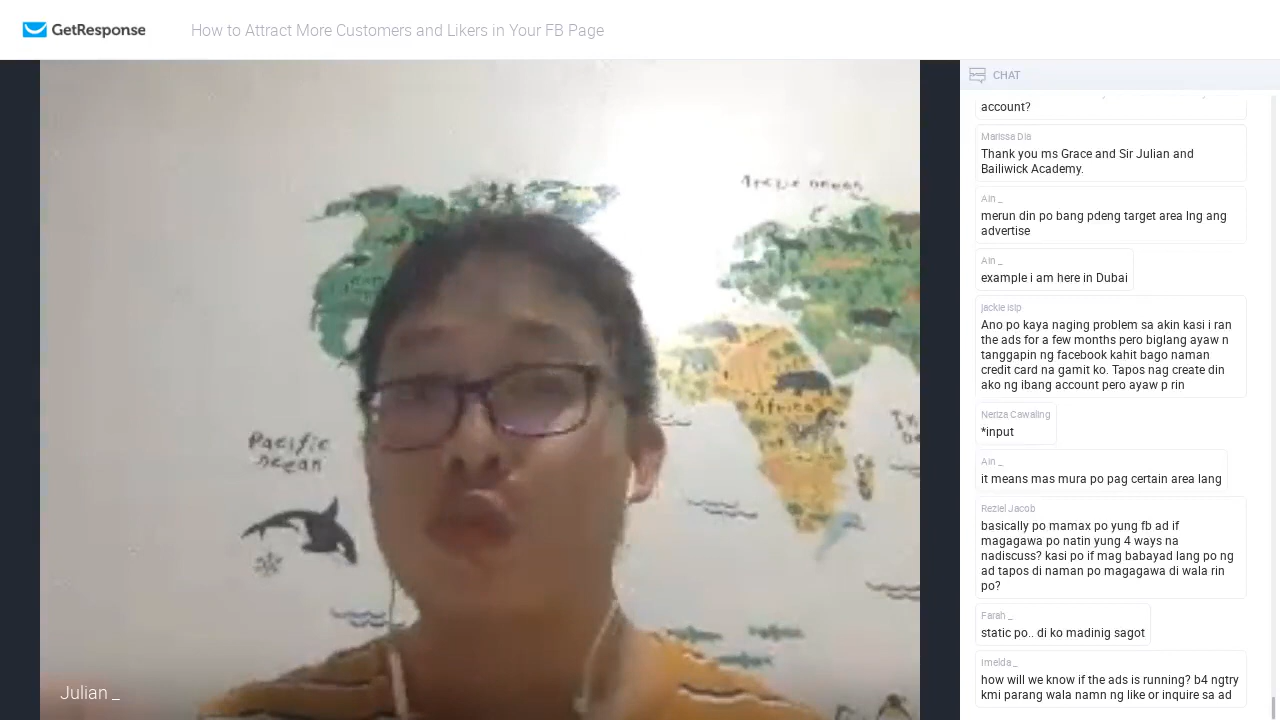 GetResponse
How to Attract More Customers and Likers in Your FB Page
CHAT
account?
Marissa Dia
Thank you ms Grace and Sir Julian and
Bailiwick Academy.
Ain _
merun din po bang pdeng target area lng ang
advertise
Ain _
example i am here in Dubai
jackie isip
Ano po kaya naging problem sa akin kasi i ran
the ads for a few months pero biglang ayaw n
tanggapin ng facebook kahit bago naman
credit card na gamit ko. Tapos nag create din
ako ng ibang account pero ayaw p rin
Neriza Cawaling
*input
Ain _
it means mas mura po pag certain area lang
Reziel Jacob
basically po mamax po yung fb ad if
magagawa po natin yung 4 ways na
nadiscuss? kasi po if mag babayad lang po ng
ad tapos di naman po magagawa di wala rin
po?
Farah _
static po.. di ko madinig sagot
imelda _
how will we know if the ads is running? b4 ngtry
kmi parang wala namn ng like or inquire sa ad
Arctic ocean
Pacific
ocean
Africa
Julian _